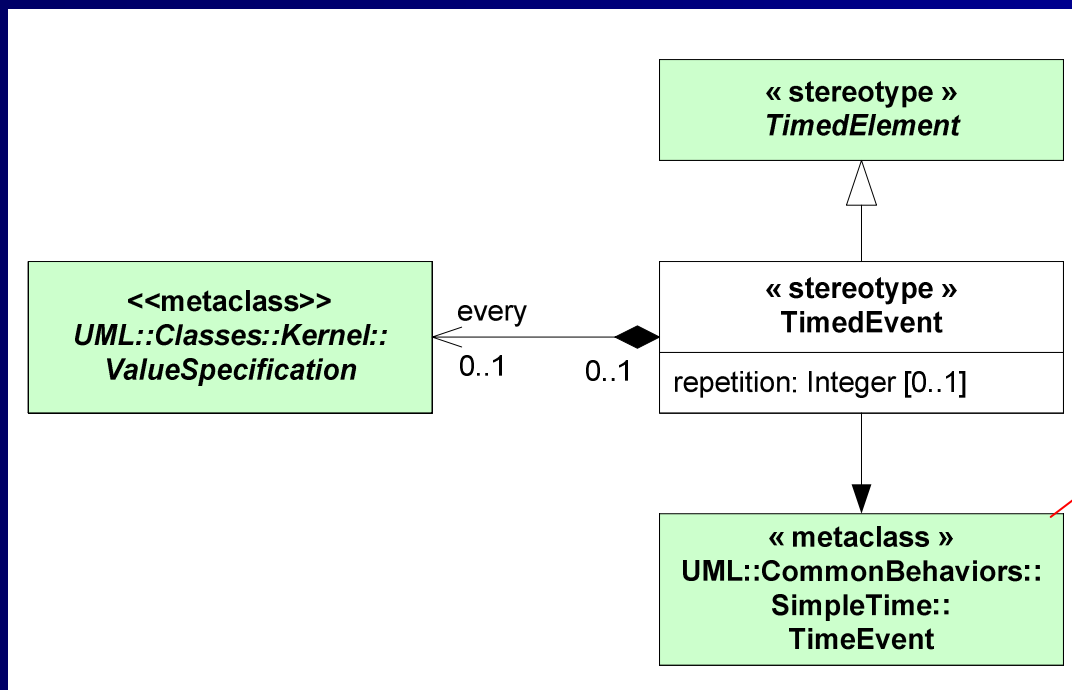 « stereotype »
TimedElement
<<metaclass>>
UML::Classes::Kernel::
ValueSpecification
every
0..1
0..1
« stereotype »
TimedEvent
repetition: Integer [0..1]
« metaclass »
UML::CommonBehaviors::
SimpleTime::
TimeEvent